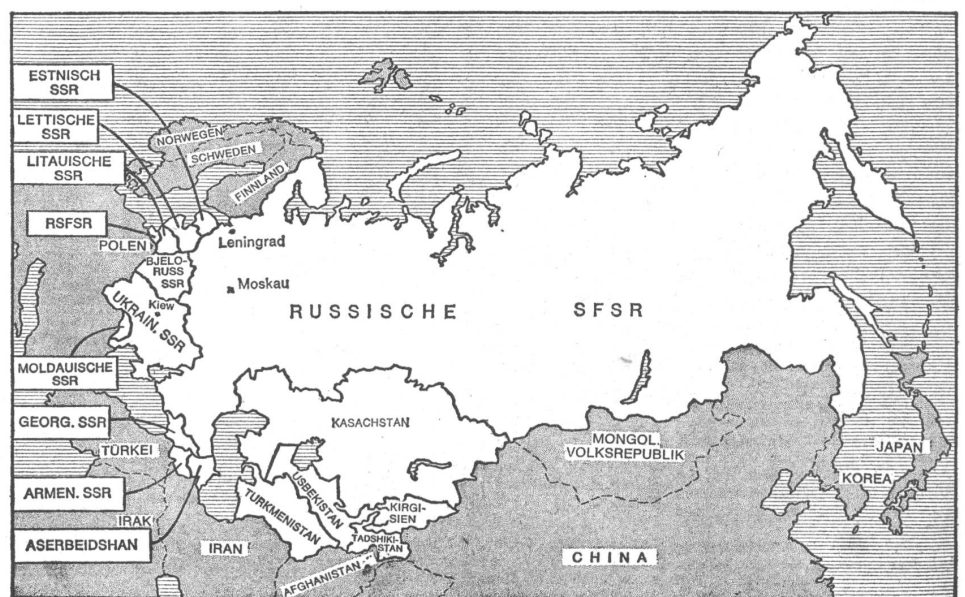 ESTNISCH
SSR
LETTISCHE
SSR
LITAUISCHE
SSR
RSFSR
POLEN
NORWEGEN
SCHWEDEN
FINNLAND
Leningrad
BJELO-
RUSS
SSR
Moskau
Kiew
UKRAIN. SSR
RUSSISCHE SFSR
MOLDAUISCHE
SSR
GEORG. SSR
TÜRKEI
ARMEN. SSR
IRAK
ASERBEIDSHAN
IRAN
KASACHSTAN
USBEKISTAN
TURKMENISTAN
KIRGI-
SIEN
TADSHIKI-
STAN
AFGHANISTAN
MONGOL.
VOLKSREPUBLIK
CHINA
KOREA
JAPAN